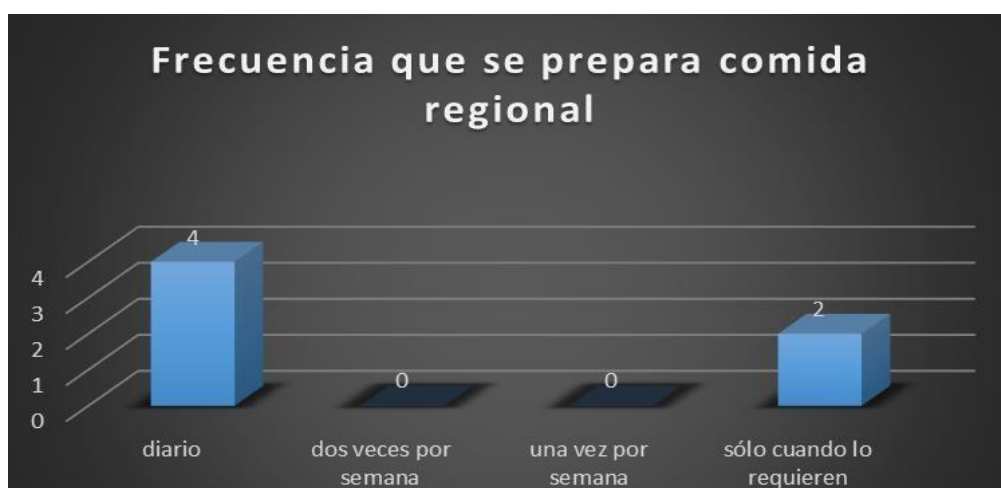 Frecuencia que se prepara comida
regional
4
4
3
2
1
0
0
0
2
diario
dos veces por
semana
una vez por
semana
sólo cuando lo
requieren